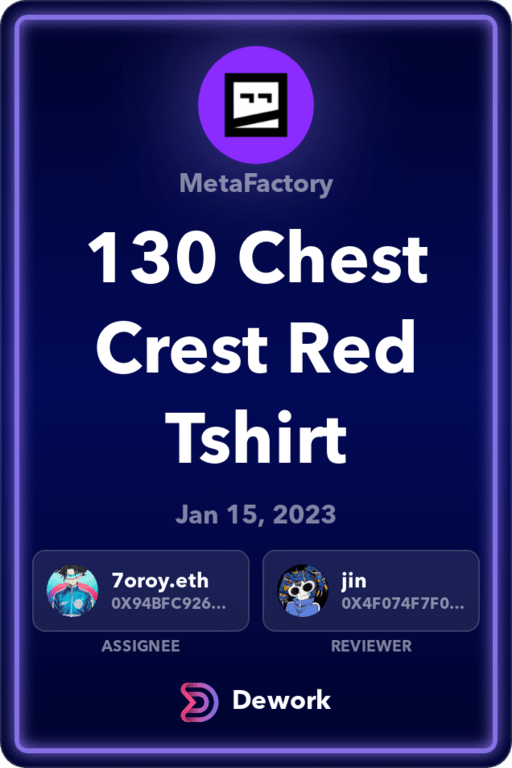 MetaFactory
130 Chest
Crest Red
Tshirt
Jan 15, 2023
7oroy.eth
0X94BFC926...
ASSIGNEE
jin
0X4F074F7F0...
REVIEWER
Dework